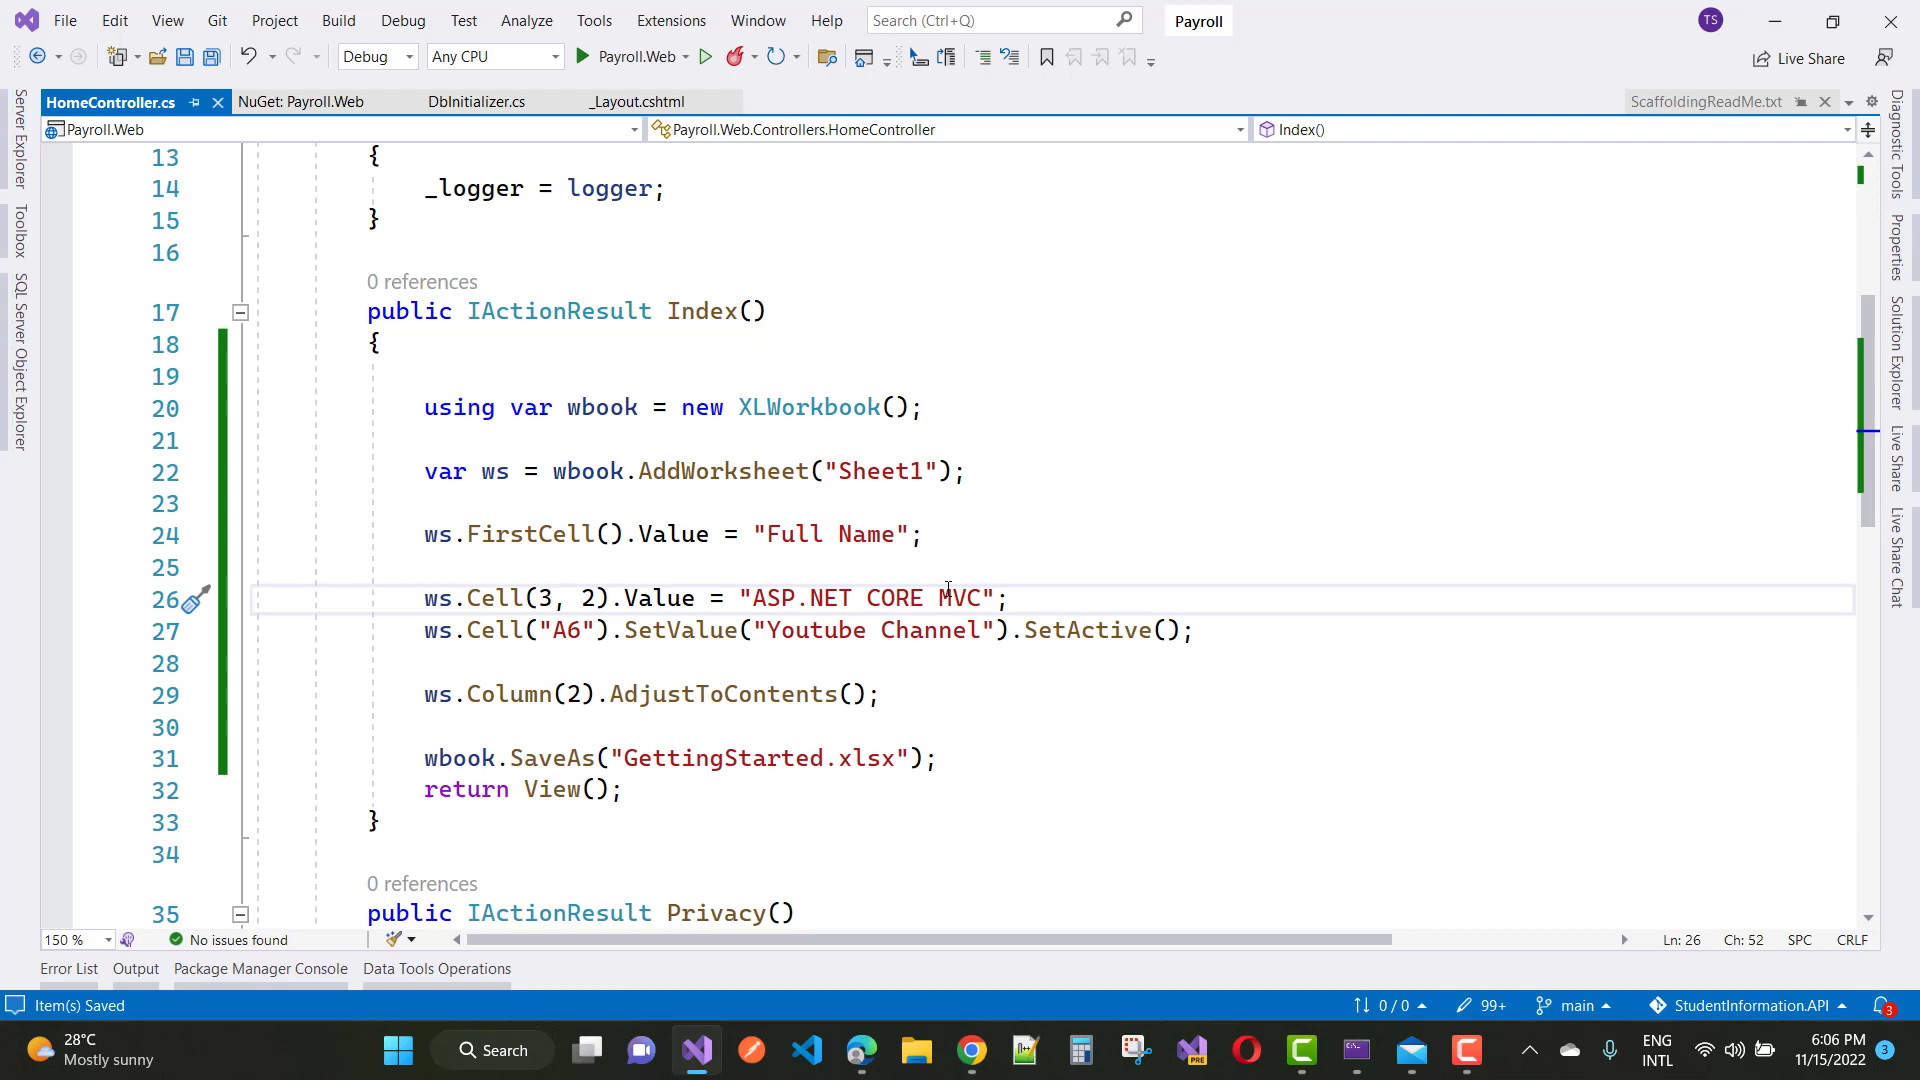 File Edit View Git Project Build Debug Test Analyze Tools Extensions Window Help Search (Ctrl+Q) Payroll TS
Debug Any CPU Payroll.Web Live Share
HomeController.cs NuGet: Payroll.Web DbInitializer.cs _Layout.cshtml ScaffoldingReadMe.txt
Payroll.Web Payroll.Web.Controllers.HomeController Index()
Server Explorer
Toolbox
SQL Server Object Explorer
13 {
14 _logger = logger;
15 }
16
0 references
17 public IActionResult Index()
18 {
19
20 using var wbook = new XLWorkbook();
21
22 var ws = wbook.AddWorksheet("Sheet1");
23
24 ws.FirstCell().Value = "Full Name";
25
26 ws.Cell(3, 2).Value = "ASP.NET CORE MVC";
27 ws.Cell("A6").SetValue("Youtube Channel").SetActive();
28
29 ws.Column(2).AdjustToContents();
30
31 wbook.SaveAs("GettingStarted.xlsx");
32 return View();
33 }
34
0 references
35 public IActionResult Privacy()
Diagnostic Tools
Properties
Solution Explorer
Live Share
Live Share Chat
150 % No issues found Ln: 26 Ch: 52 SPC CRLF
Error List Output Package Manager Console Data Tools Operations
Item(s) Saved 0 / 0 99+ main StudentInformation.API 3
28°C
Mostly sunny
Search
PRE
ENG
INTL
6:06 PM
11/15/2022
3